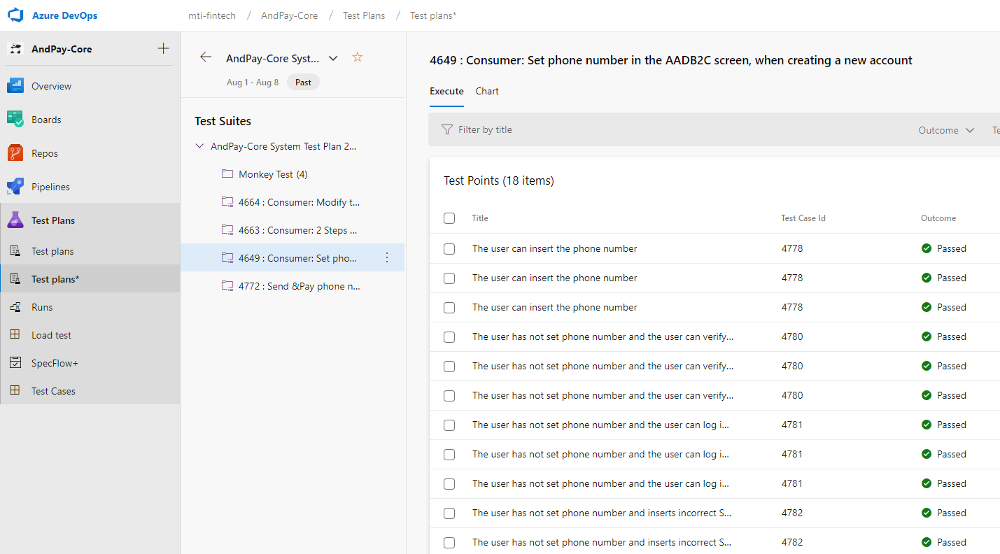 Azure DevOps
mti-fintech / AndPay-Core / Test Plans / Test plans*
AndPay-Core
Overview
Boards
Repos
Pipelines
Test Plans
Test plans
Test plans*
Runs
Load test
SpecFlow+
Test Cases
AndPay-Core Syst...
Aug 1 - Aug 8 Past
Test Suites
AndPay-Core System Test Plan 2...
Monkey Test (4)
4664 : Consumer: Modify t...
4663 : Consumer: 2 Steps ...
4649 : Consumer: Set pho...
4772 : Send &Pay phone n...
4649 : Consumer: Set phone number in the AADB2C screen, when creating a new account
Execute Chart
Filter by title Outcome Te
Test Points (18 items)
Title Test Case Id Outcome
The user can insert the phone number 4778 Passed
The user can insert the phone number 4778 Passed
The user can insert the phone number 4778 Passed
The user has not set phone number and the user can verify... 4780 Passed
The user has not set phone number and the user can verify... 4780 Passed
The user has not set phone number and the user can verify... 4780 Passed
The user has not set phone number and the user can log i... 4781 Passed
The user has not set phone number and the user can log i... 4781 Passed
The user has not set phone number and the user can log i... 4781 Passed
The user has not set phone number and inserts incorrect S... 4782 Passed
The user has not set phone number and inserts incorrect S... 4782 Passed